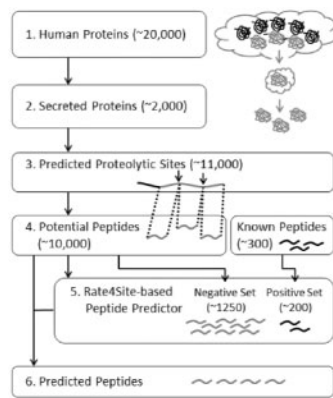 1. Human Proteins (~20,000)
2. Secreted Proteins (~2,000)
3. Predicted Proteolytic Sites (~11,000)
4. Potential Peptides
(~10,000)
Known Peptides
(~300)
5. Rate4Site-based
Peptide Predictor
Negative Set
(~1250)
Positive Set
(~200)
6. Predicted Peptides